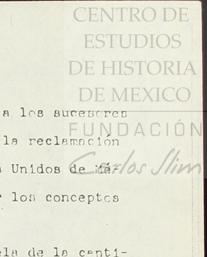 CENTRO DE
ESTUDIOS
DE HISTORIA
DE MEXICO
FUNDACIÓN
Carlos Slim
a los sucesores
la reclamación
s Unidos de Mé-
r los conceptos
ela de la canti-